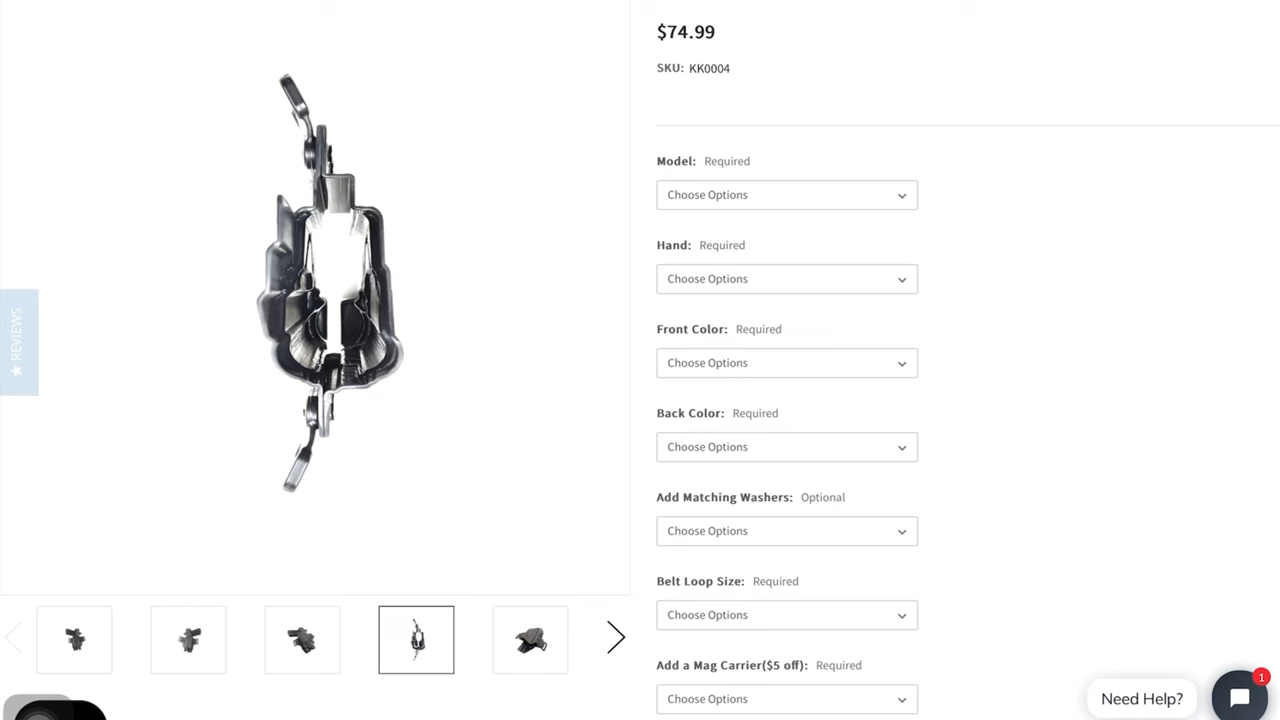 $74.99
SKU: KK0004
Model: Required
Choose Options
Hand: Required
Choose Options
Front Color: Required
Choose Options
Back Color: Required
Choose Options
Add Matching Washers: Optional
Choose Options
Belt Loop Size: Required
Choose Options
Add a Mag Carrier($5 off): Required
Choose Options
★ REVIEWS
Need Help?
1